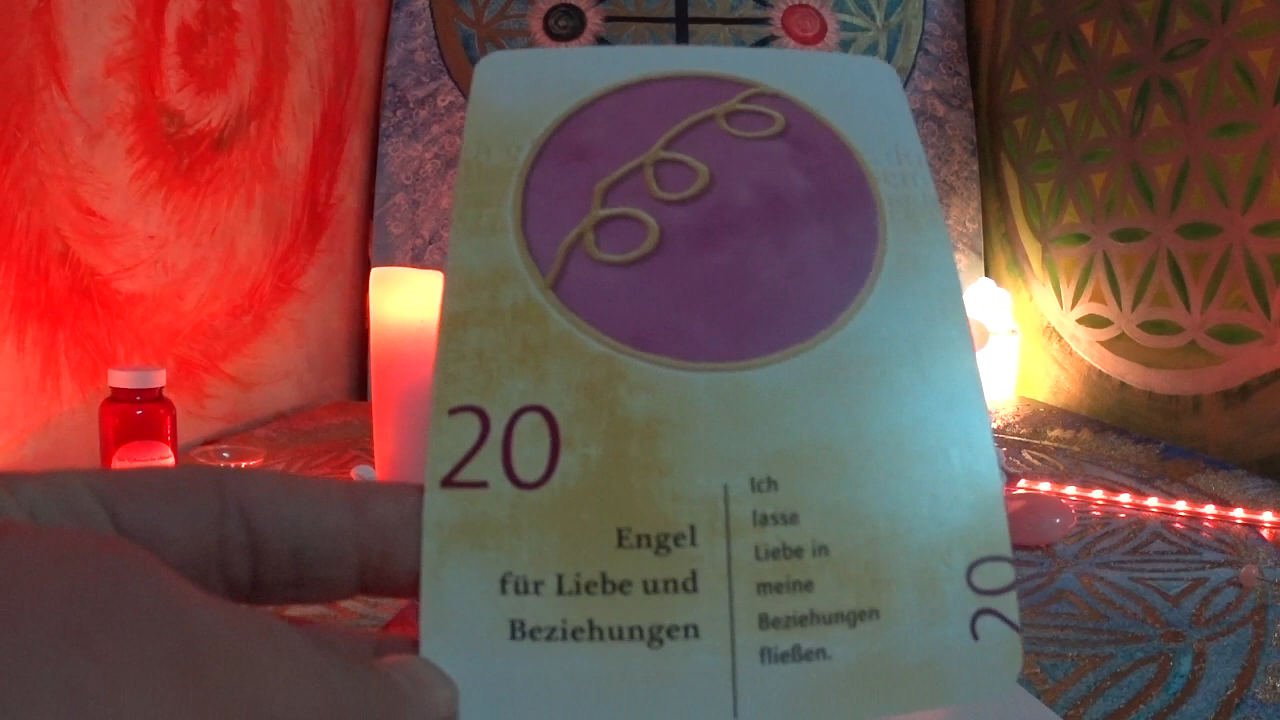 20
Engel
für Liebe und
Beziehungen
Ich
lasse
Liebe in
meine
Beziehungen
fließen.
20